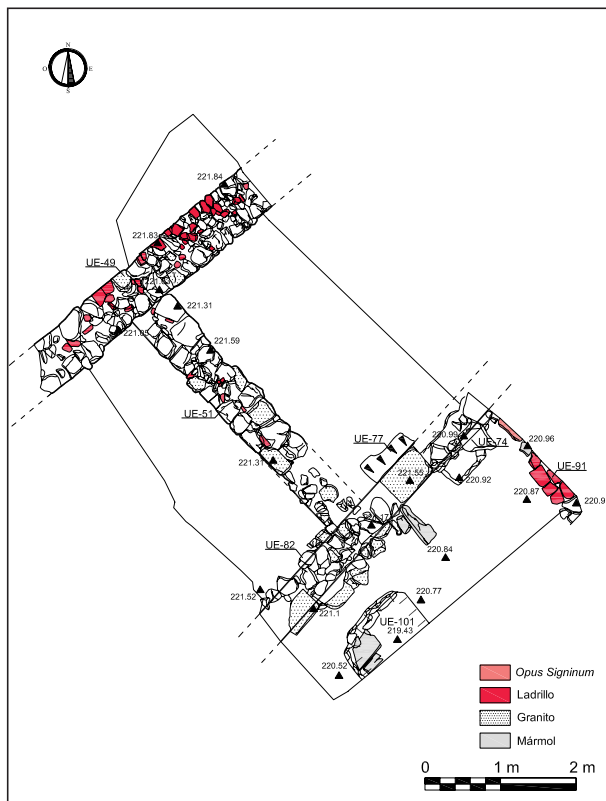 N
O E
S
221.84
221.83
UE-49
221.31
221.59
UE-51
UE-77
220.99
UE-74
220.96
221.31
221.55
UE-91
220.92
220.87
220.9
UE-82
220.84
221.52
220.77
221.1
UE-101
219.43
220.52
Opus Signinum
Ladrillo
Granito
Mármol
0 1 m 2 m